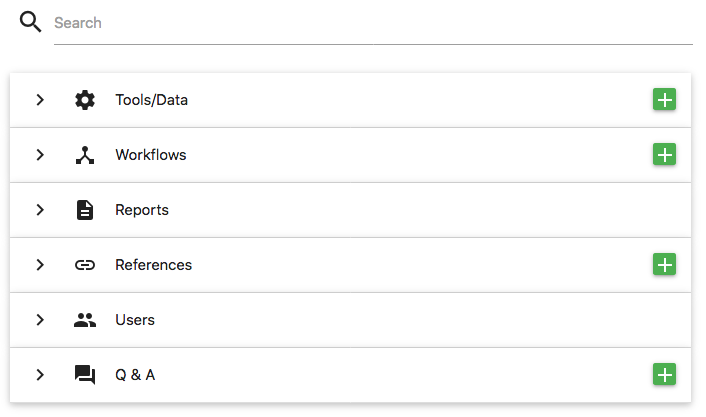 Search
Tools/Data
Workflows
Reports
References
Users
Q & A